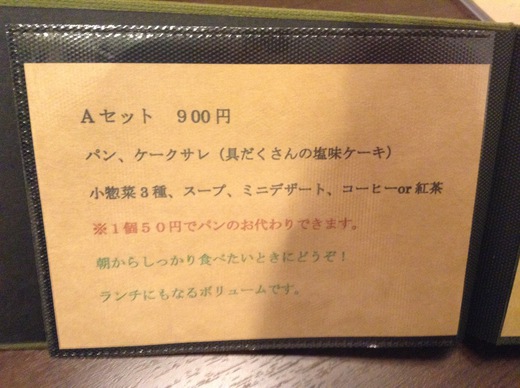 Aセット　900円
パン、ケークサレ（具だくさんの塩味ケーキ）
小惣菜3種、スープ、ミニデザート、コーヒーor紅茶
※1個50円でパンのお代わりできます。
朝からしっかり食べたいときにどうぞ！
ランチにもなるボリュームです。